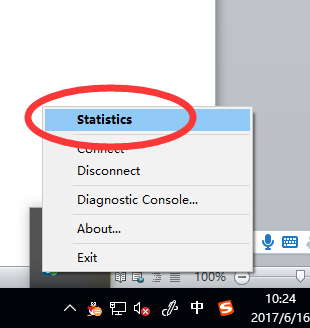 Statistics
Connect
Disconnect
Diagnostic Console...
About...
Exit
100%
中
S
10:24
2017/6/16